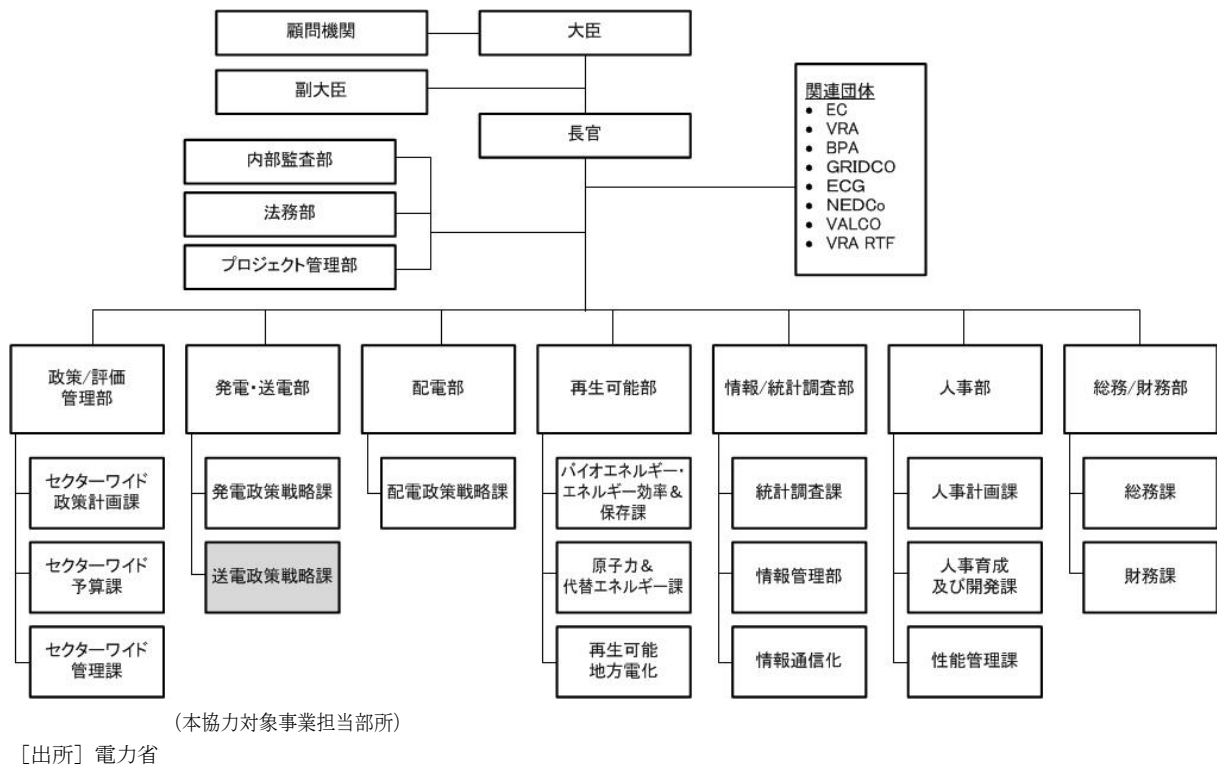 顧問機関
大臣
副大臣
長官
関連団体
• EC
• VRA
• BPA
• GRIDCO
• ECG
• NEDCo
• VALCO
• VRA RTF
内部監査部
法務部
プロジェクト管理部
政策/評価
管理部
発電・送電部
配電部
再生可能部
情報/統計調査部
人事部
総務/財務部
セクターワイド
政策計画課
セクターワイド
予算課
セクターワイド
管理課
発電政策戦略課
送電政策戦略課
配電政策戦略課
バイオエネルギー・
エネルギー効率&
保存課
原子力&
代替エネルギー課
再生可能
地方電化
統計調査課
情報管理部
情報通信化
人事計画課
人事育成
及び開発課
性能管理課
総務課
財務課
(本協力対象事業担当部所)
［出所］電力省